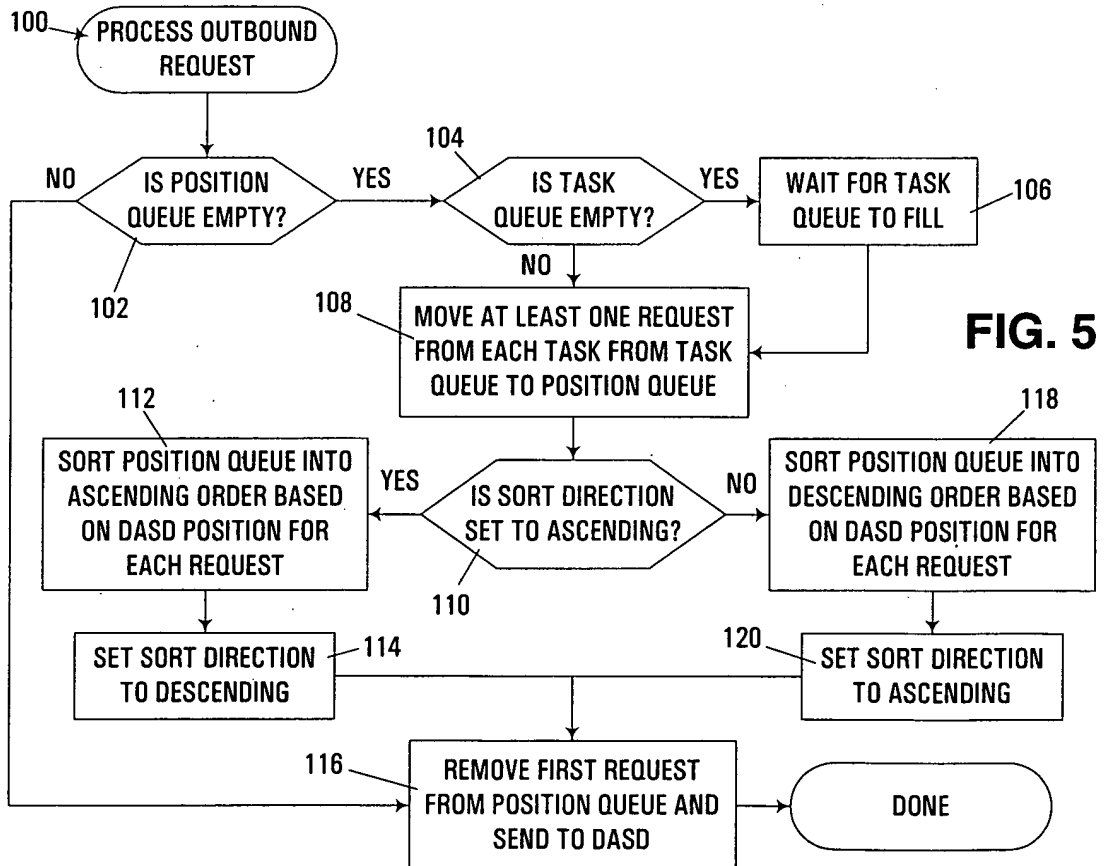 100
PROCESS OUTBOUND
REQUEST
NO
IS POSITION
QUEUE EMPTY?
YES
102
104
IS TASK
QUEUE EMPTY?
YES
NO
WAIT FOR TASK
QUEUE TO FILL
106
108
MOVE AT LEAST ONE REQUEST
FROM EACH TASK FROM TASK
QUEUE TO POSITION QUEUE
FIG. 5
112
SORT POSITION QUEUE INTO
ASCENDING ORDER BASED
ON DASD POSITION FOR
EACH REQUEST
YES
IS SORT DIRECTION
SET TO ASCENDING?
NO
110
118
SORT POSITION QUEUE INTO
DESCENDING ORDER BASED
ON DASD POSITION FOR
EACH REQUEST
SET SORT DIRECTION
TO DESCENDING
114
120
SET SORT DIRECTION
TO ASCENDING
116
REMOVE FIRST REQUEST
FROM POSITION QUEUE AND
SEND TO DASD
DONE